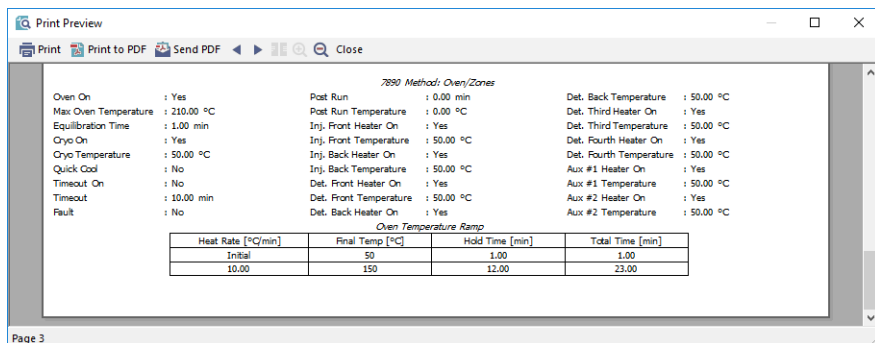 Print Preview
Print Print to PDF Send PDF Close
7890 Method: Oven/Zones
Oven On : Yes Post Run : 0.00 min Det. Back Temperature : 50.00 °C
Max Oven Temperature : 210.00 °C Post Run Temperature : 0.00 °C Det. Third Heater On : Yes
Equilibration Time : 1.00 min Inj. Front Heater On : Yes Det. Third Temperature : 50.00 °C
Cryo On : Yes Inj. Front Temperature : 50.00 °C Det. Fourth Heater On : Yes
Cryo Temperature : 50.00 °C Inj. Back Heater On : Yes Det. Fourth Temperature : 50.00 °C
Quick Cool : No Inj. Back Temperature : 50.00 °C Aux #1 Heater On : Yes
Timeout On : No Det. Front Heater On : Yes Aux #1 Temperature : 50.00 °C
Timeout : 10.00 min Det. Front Temperature : 50.00 °C Aux #2 Heater On : Yes
Fault : No Det. Back Heater On : Yes Aux #2 Temperature : 50.00 °C
Oven Temperature Ramp
Heat Rate [°C/min] Final Temp [°C] Hold Time [min] Total Time [min]
Initial 50 1.00 1.00
10.00 150 12.00 23.00
Page 3